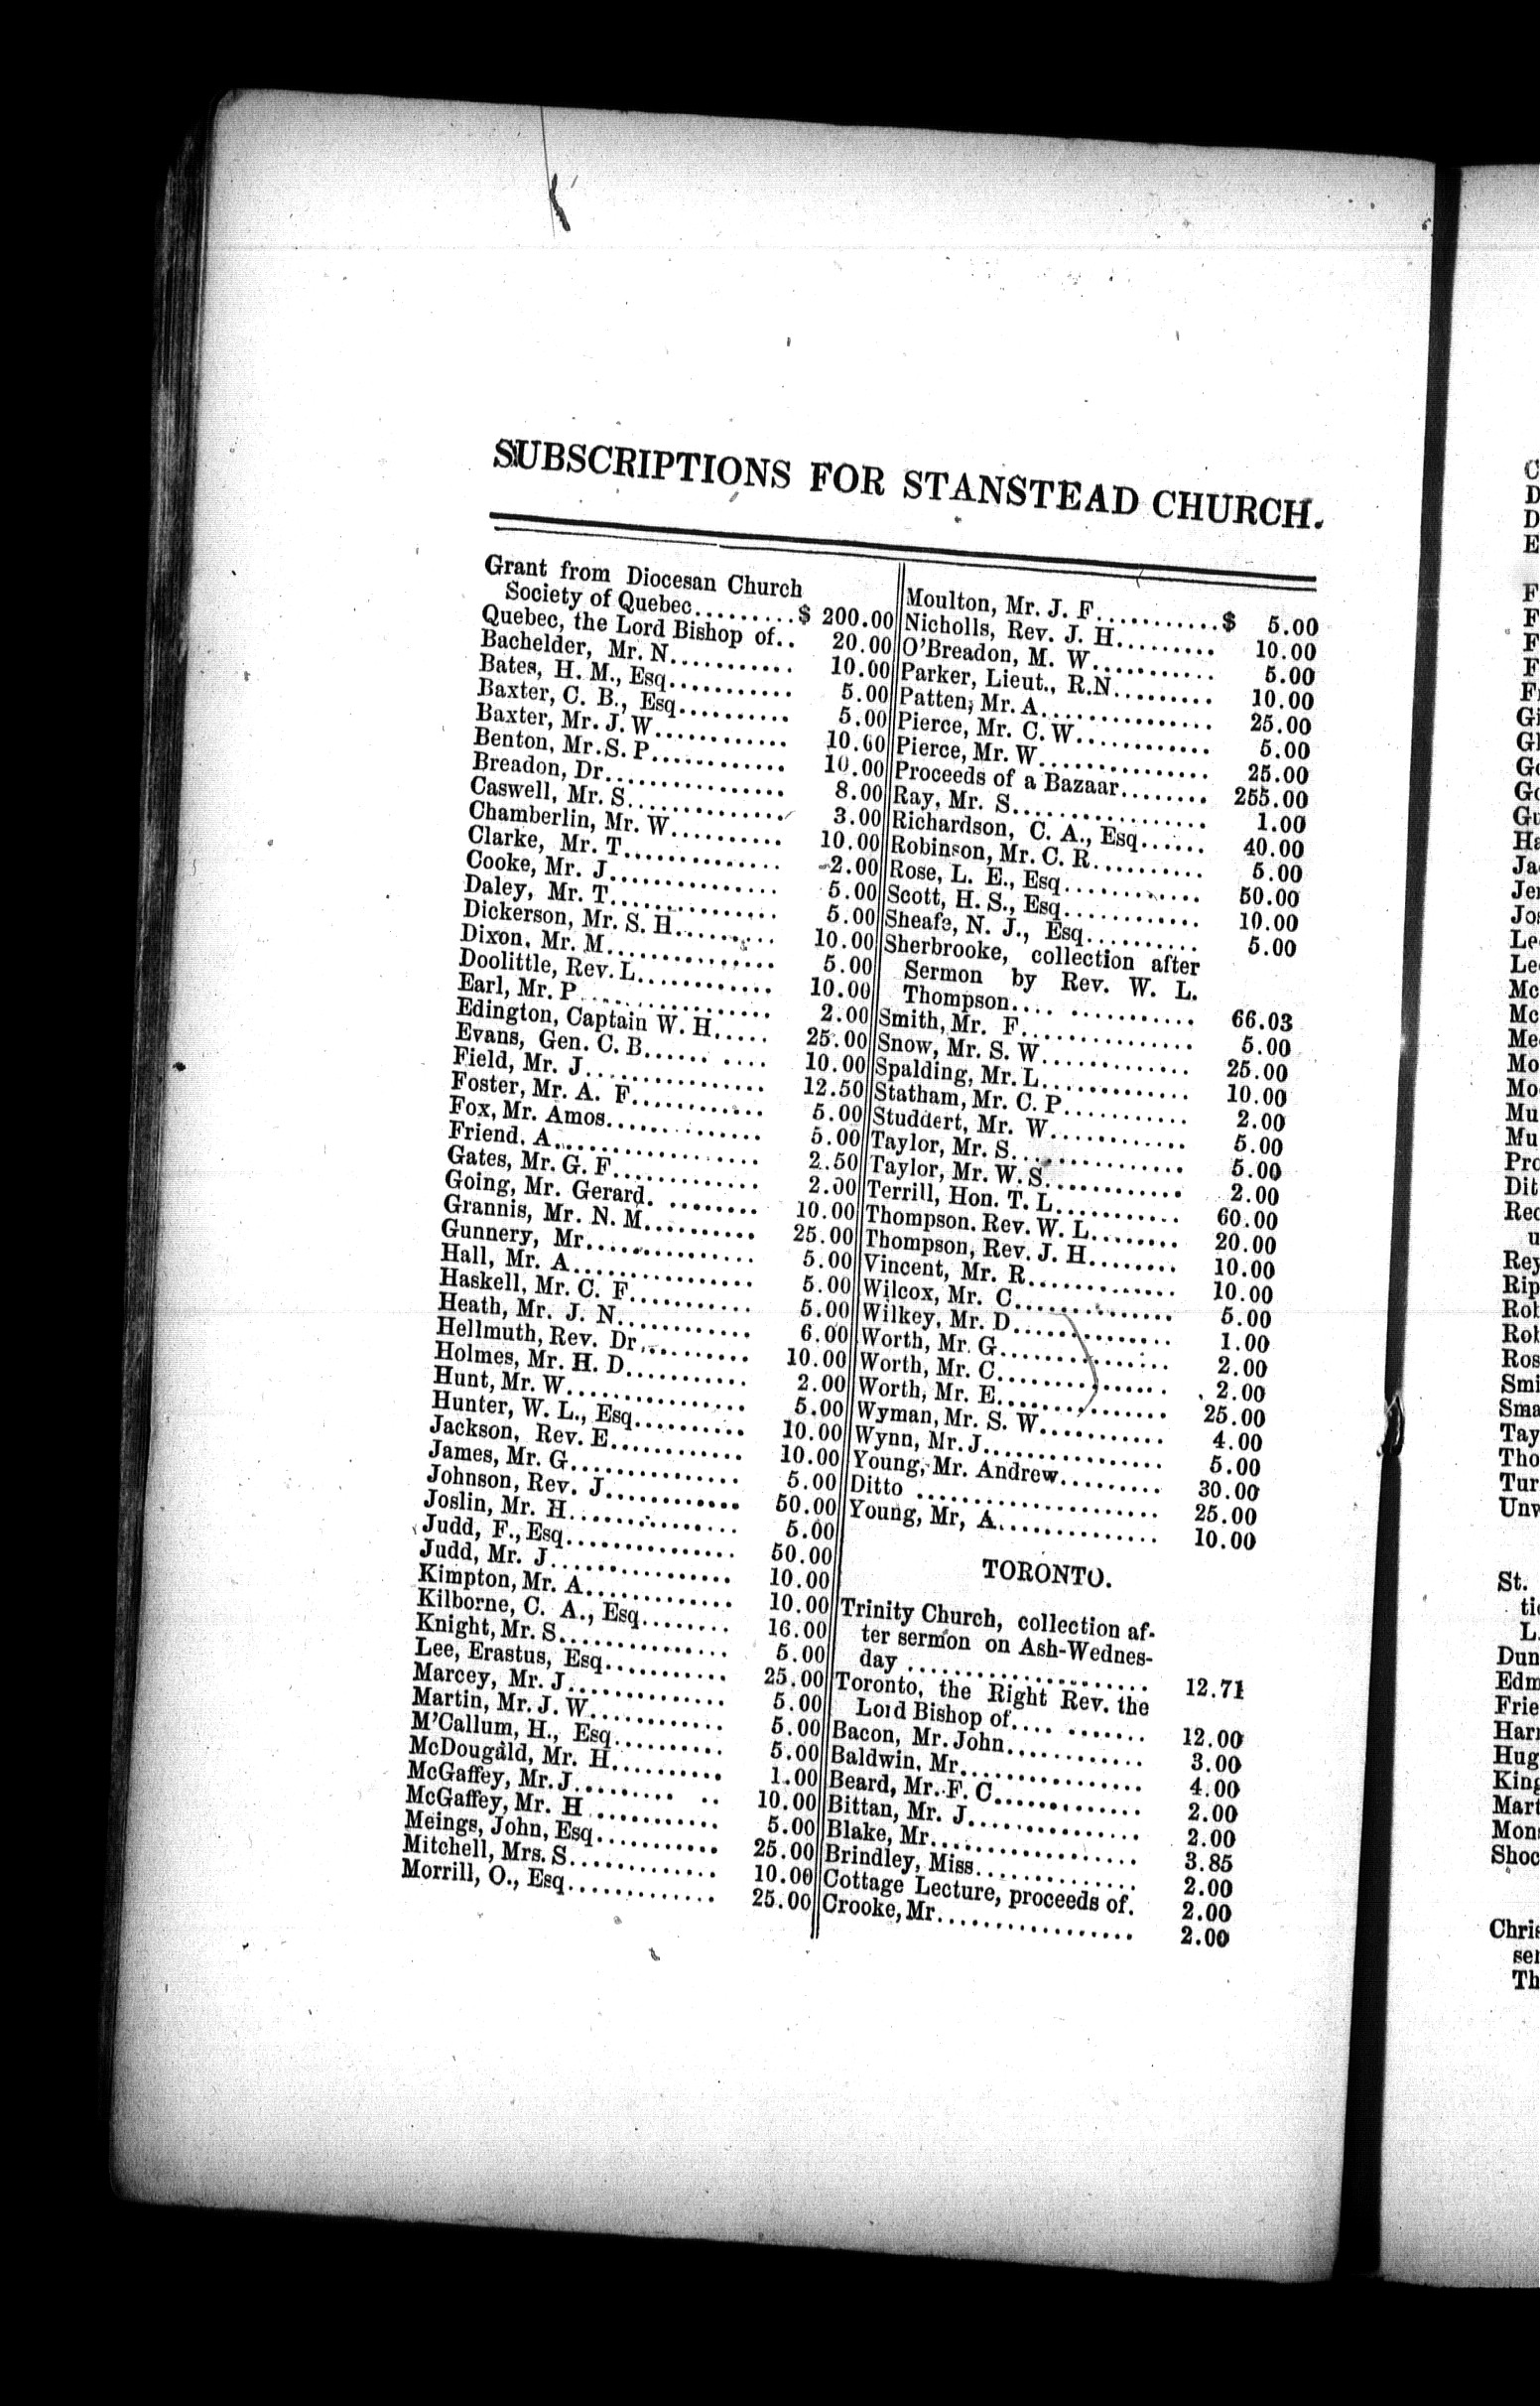 SUBSCRIPTIONS FOR STANSTEAD CHURCH.
Grant from Diocesan Church
Society of Quebec.........$ 200.00
Quebec, the Lord Bishop of.. 20.00
Bachelder, Mr. N........... 10.00
Bates, H. M., Esq........... 5.00
Baxter, C. B., Esq.......... 5.00
Baxter, Mr. J. W............ 10.00
Benton, Mr. S. P............ 10.00
Breadon, Dr................ 8.00
Caswell, Mr. S.............. 3.00
Chamberlin, Mr. W.......... 10.00
Clarke, Mr. T.............. 2.00
Cooke, Mr. J............... 5.00
Daley, Mr. T............... 5.00
Dickerson, Mr. S. H......... 10.00
Dixon, Mr. M............... 5.00
Doolittle, Rev. L............ 10.00
Earl, Mr. P................. 2.00
Edington, Captain W. H..... 25.00
Evans, Gen. C. B...... .... 10.00
Field, Mr. J................ 12.50
Foster, Mr. A. F............ 5.00
Fox, Mr. Amos.............. 5.00
Friend, A.................. 2.50
Gates, Mr. G. F............. 2.00
Going, Mr. Gerard. ........ 10.00
Grannis, Mr. N. M.......... 25.00
Gunnery, Mr............... 5.00
Hall, Mr. A................ 5.00
Haskell, Mr. C. F........... 5.00
Heath, Mr. J. N............ 6.00
Hellmuth, Rev. Dr.......... 10.00
Holmes, Mr. H. D........... 2.00
Hunt, Mr. W................ 5.00
Hunter, W. L., Esq.......... 10.00
Jackson, Rev. E............ 10.00
James, Mr. G............... 5.00
Johnson, Rev. J............ 50.00
Joslin, Mr. H............... 5.00
Judd, F., Esq............... 50.00
Judd, Mr. J................ 10.00
Kimpton, Mr. A............. 10.00
Kilborne, C. A., Esq........ 16.00
Knight, Mr. S............... 5.00
Lee, Erastus, Esq........... 25.00
Marcey, Mr. J.............. 5.00
Martin, Mr. J. W............ 5.00
M'Callum, H., Esq.......... 5.00
McDougald, Mr. H.......... 1.00
McGaffey, Mr. J......... .. 10.00
McGaffey, Mr. H ........... 5.00
Meings, John, Esq........... 25.00
Mitchell, Mrs. S............. 10.00
Morrill, O., Esq............. 25.00
Moulton, Mr. J. F...........$ 5.00
Nicholls, Rev. J. H......... 10.00
O'Breadon, M. W........... 5.00
Parker, Lieut., R.N......... 10.00
Patten, Mr. A............... 25.00
Pierce, Mr. C. W............ 5.00
Pierce, Mr. W............... 25.00
Proceeds of a Bazaar........ 255.00
Ray, Mr. S................. 1.00
Richardson, C. A., Esq...... 40.00
Robinson, Mr. C. R.......... 5.00
Rose, L. E., Esq............ 50.00
Scott, H. S., Esq............ 10.00
Sheafe, N. J., Esq.......... 5.00
Sherbrooke, collection after
Sermon by Rev. W. L.
Thompson.... ........... 66.03
Smith, Mr. F............... 5.00
Snow, Mr. S. W............. 25.00
Spalding, Mr. L............. 10.00
Statham, Mr. C. P........... 2.00
Studdert, Mr. W............ 5.00
Taylor, Mr. S............... 5.00
Taylor, Mr. W. S............ 2.00
Terrill, Hon. T. L........... 60.00
Thompson. Rev. W. L........ 20.00
Thompson, Rev. J. H........ 10.00
Vincent, Mr. R............. 10.00
Wilcox, Mr. C.............. 5.00
Wilkey, Mr. D.............. 1.00
Worth, Mr. G............... 2.00
Worth, Mr. C............... 2.00
Worth, Mr. E............... 25.00
Wyman, Mr. S. W........... 4.00
Wynn, Mr. J................ 5.00
Young, Mr. Andrew......... 30.00
Ditto ..................... 25.00
Young, Mr, A.............. 10.00
TORONTO.
Trinity Church, collection af-
ter sermon on Ash-Wednes-
day ..................... 12.71
Toronto, the Right Rev. the
Lord Bishop of.... ....... 12.00
Bacon, Mr. John............ 3.00
Baldwin, Mr................ 4.00
Beard, Mr. F. C............. 2.00
Bittan, Mr. J............... 2.00
Blake, Mr.................. 3.85
Brindley, Miss.............. 2.00
Cottage Lecture, proceeds of. 2.00
Crooke, Mr................. 2.00